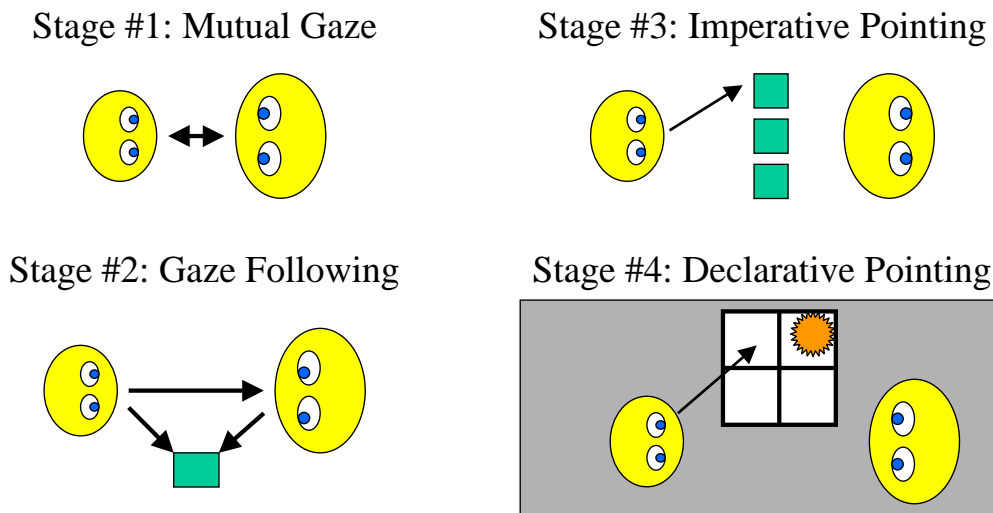 Stage #1: Mutual Gaze
Stage #3: Imperative Pointing
Stage #2: Gaze Following
Stage #4: Declarative Pointing